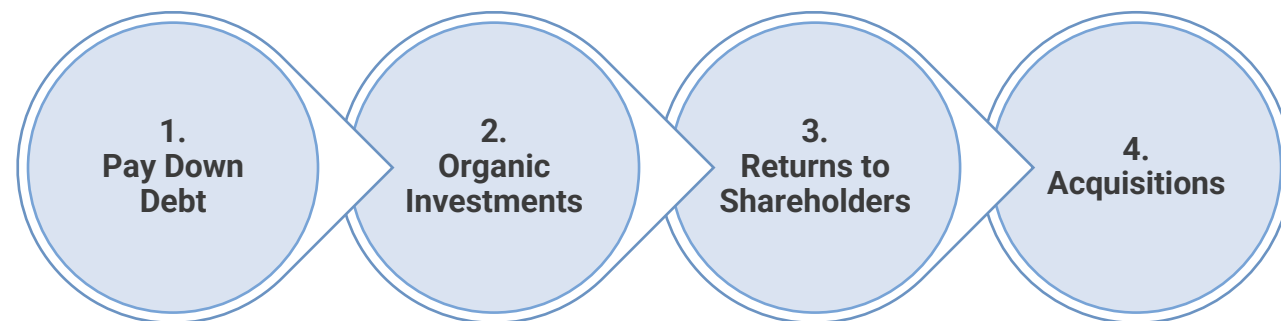 1.
Pay Down
Debt
2.
Organic
Investments
3.
Returns to
Shareholders
4.
Acquisitions